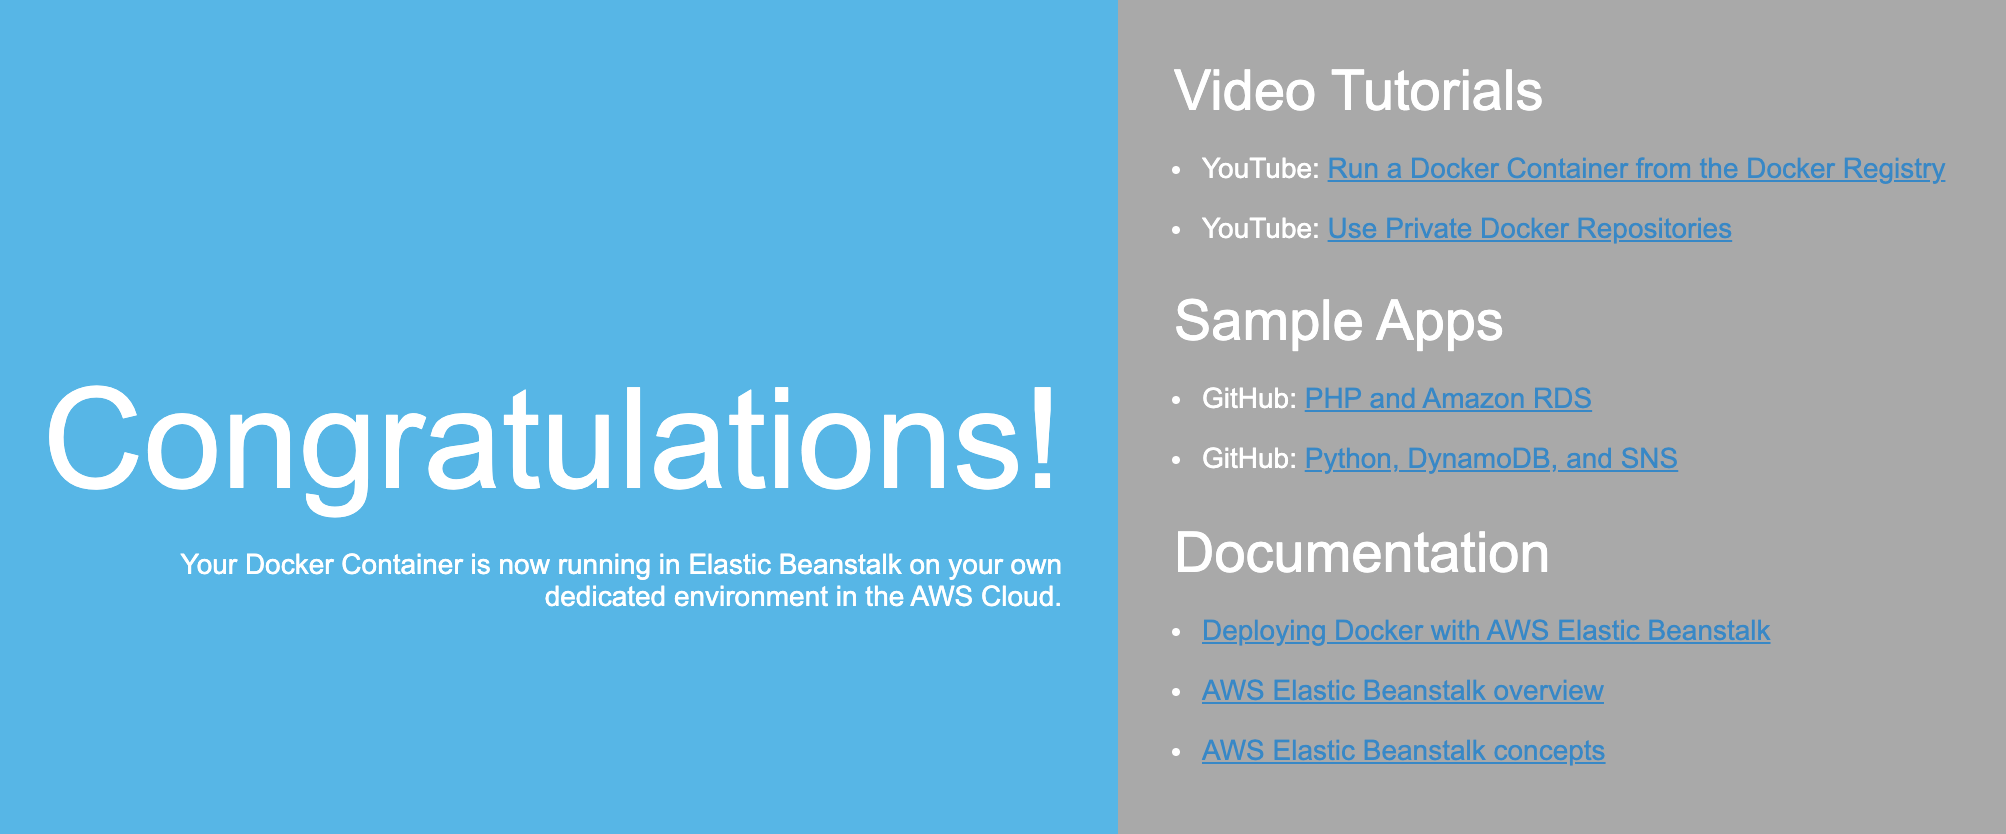 Congratulations!
Your Docker Container is now running in Elastic Beanstalk on your own
dedicated environment in the AWS Cloud.
Video Tutorials
• YouTube: Run a Docker Container from the Docker Registry
• YouTube: Use Private Docker Repositories
Sample Apps
• GitHub: PHP and Amazon RDS
• GitHub: Python, DynamoDB, and SNS
Documentation
• Deploying Docker with AWS Elastic Beanstalk
• AWS Elastic Beanstalk overview
• AWS Elastic Beanstalk concepts